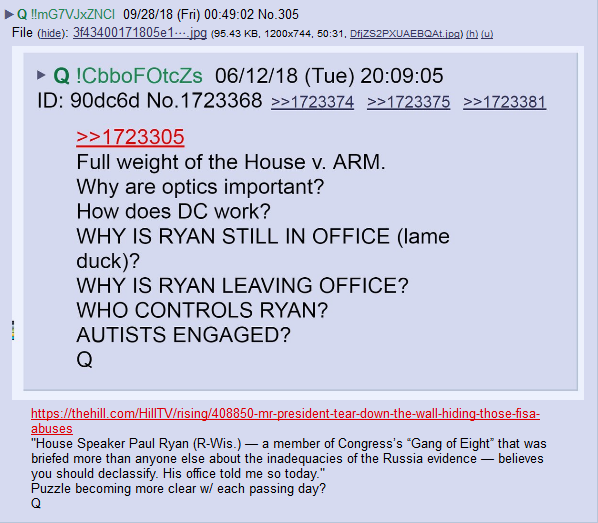 Q !!mG7VJxZNCI 09/28/18 (Fri) 00:49:02 No.305
File (hide): 3f43400171805e1⋯.jpg (95.43 KB, 1200x744, 50:31, DfjZS2PXUAEBQAt.jpg) (h) (u)
Q !CbboFOtcZs 06/12/18 (Tue) 20:09:05
ID: 90dc6d No.1723368 >>1723374 >>1723375 >>1723381
>>1723305
Full weight of the House v. ARM.
Why are optics important?
How does DC work?
WHY IS RYAN STILL IN OFFICE (lame
duck)?
WHY IS RYAN LEAVING OFFICE?
WHO CONTROLS RYAN?
AUTISTS ENGAGED?
Q
https://thehill.com/HillTV/rising/408850-mr-president-tear-down-the-wall-hiding-those-fisa-
abuses
"House Speaker Paul Ryan (R-Wis.) — a member of Congress’s “Gang of Eight” that was
briefed more than anyone else about the inadequacies of the Russia evidence — believes
you should declassify. His office told me so today."
Puzzle becoming more clear w/ each passing day?
Q